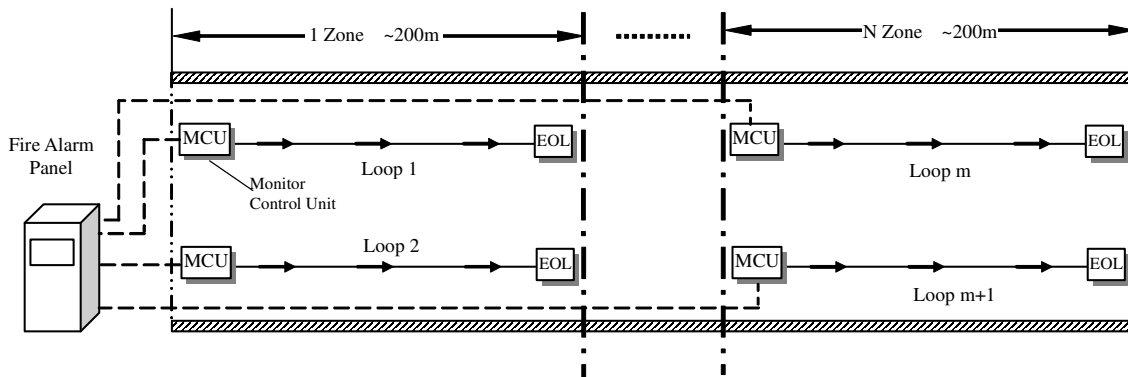 1 Zone ~200m
.........
N Zone ~200m
Fire Alarm
Panel
MCU
EOL
MCU
EOL
Loop 1
Loop m
Monitor
Control Unit
MCU
Loop 2
EOL
MCU
EOL
Loop m+1